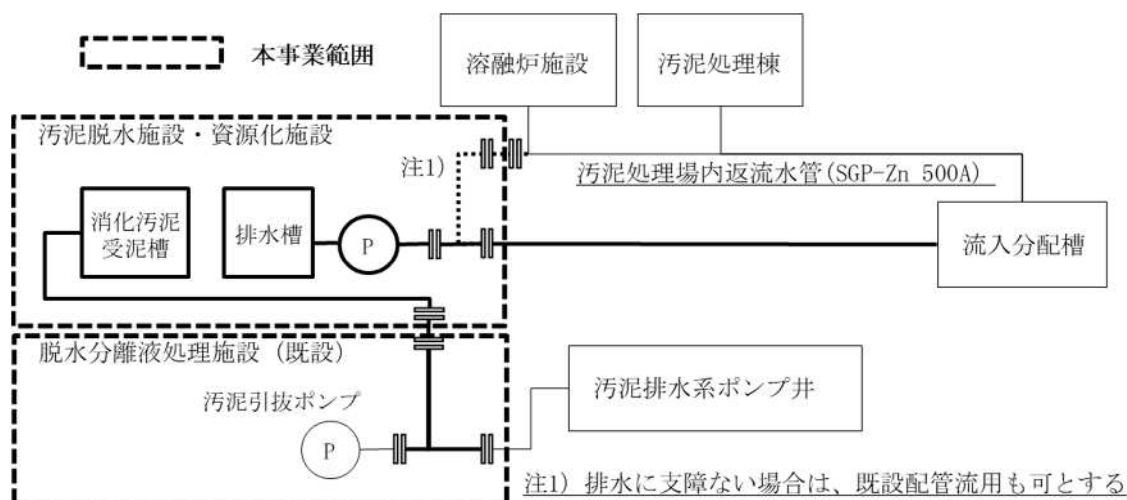 本事業範囲
溶融炉施設
汚泥処理棟
汚泥脱水施設・資源化施設
注1)
汚泥処理場内返流水管(SGP-Zn 500A)
消化汚泥
受泥槽
排水槽
P
流入分配槽
脱水分離液処理施設（既設）
汚泥引抜ポンプ
P
汚泥排水系ポンプ井
注1）排水に支障ない場合は、既設配管流用も可とする